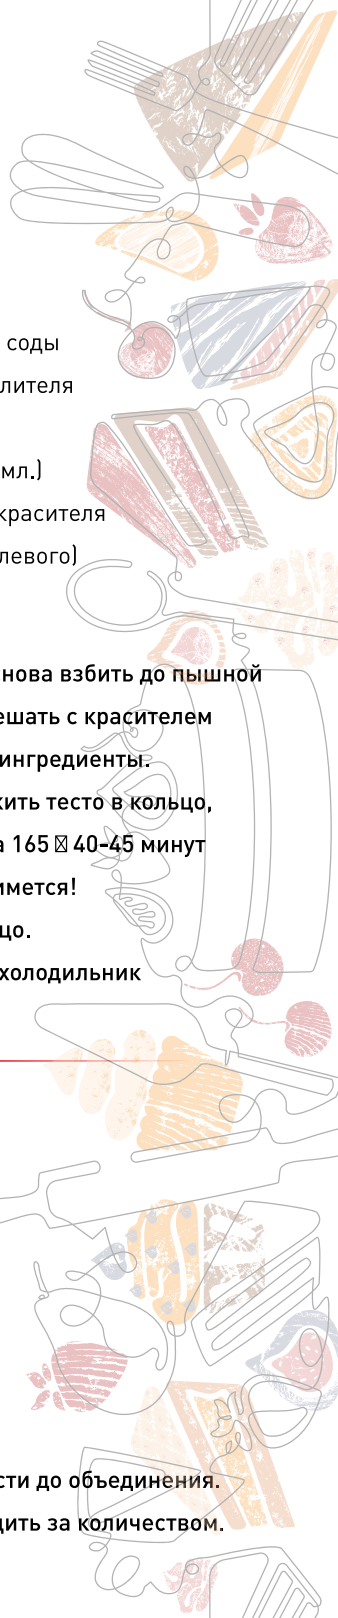 соды
лителя
мл.)
красителя
левого)
нова взбить до пышной
ешать с красителем
ингредиенты.
жить тесто в кольцо,
а 165 40-45 минут
имется!
цо.
холодильник
сти до объединения.
дить за количеством.